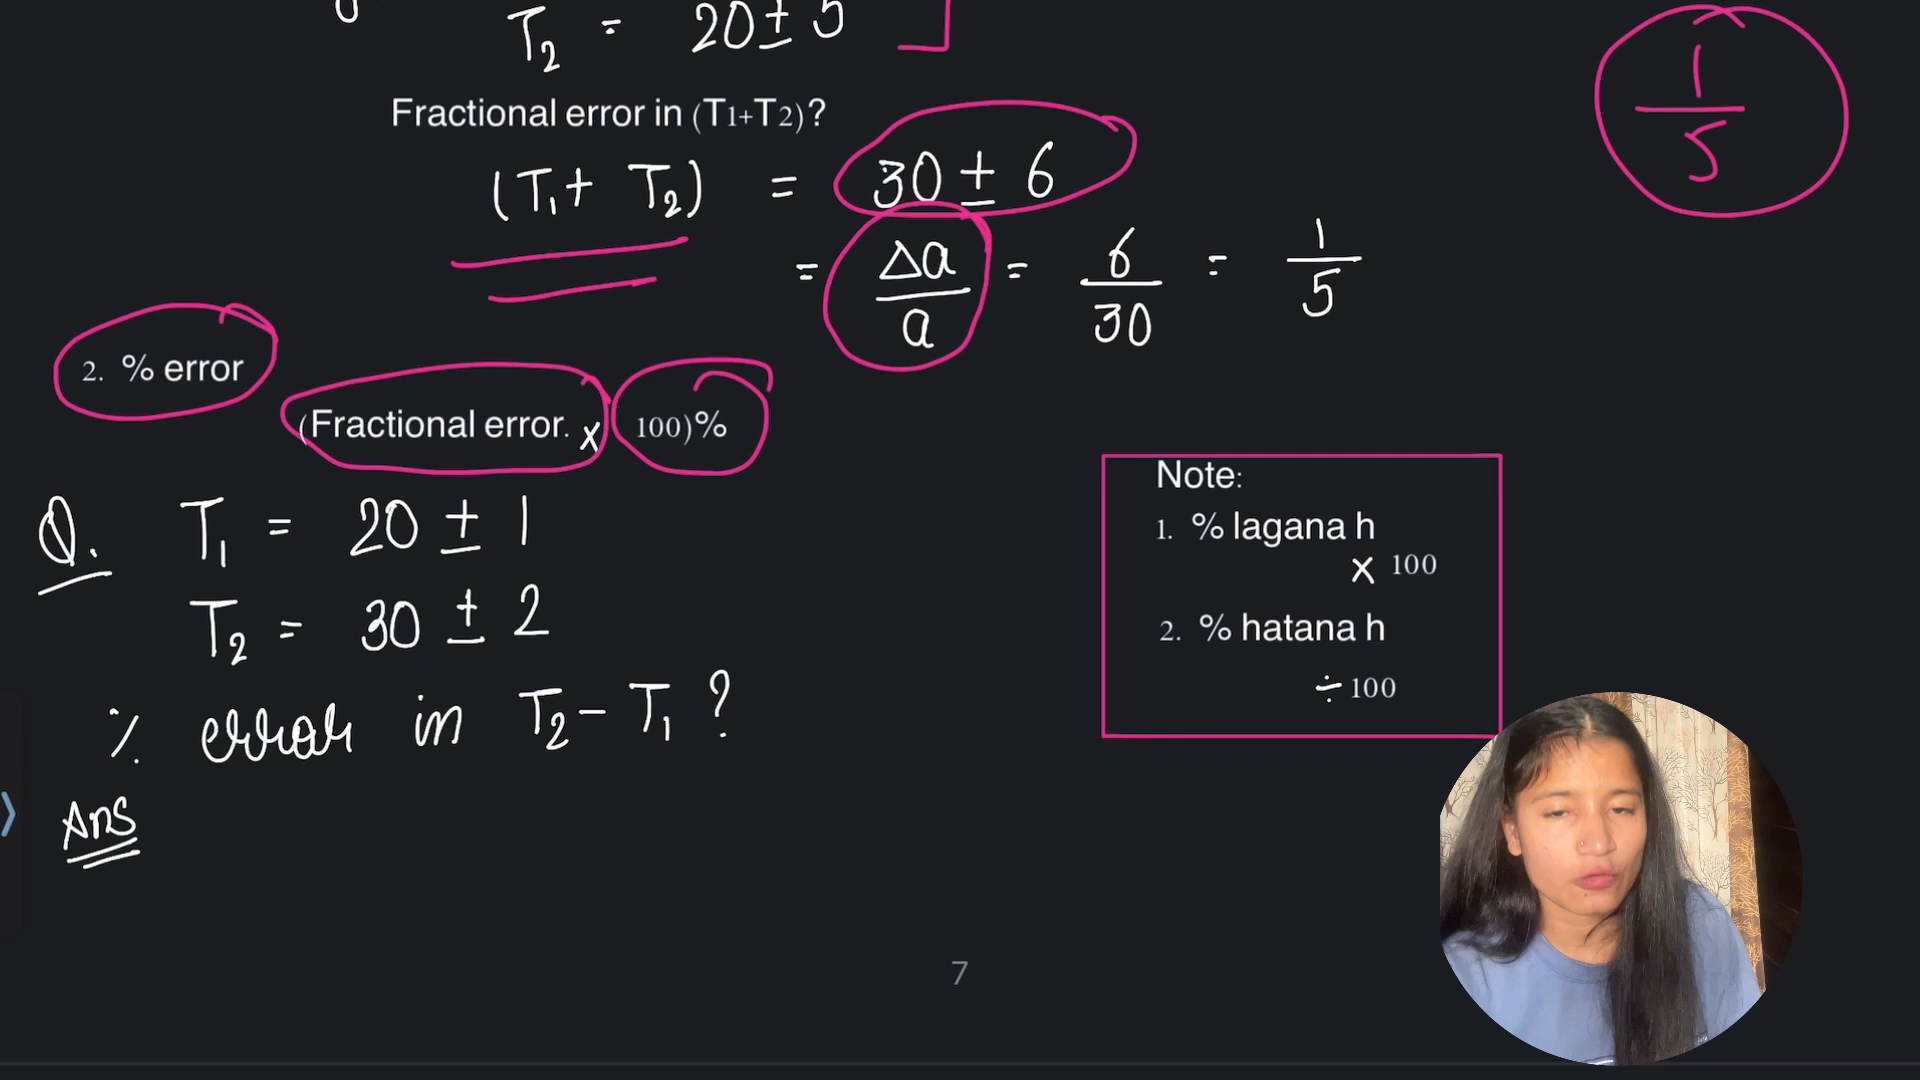 T₂ = 20 ± 5
Fractional error in (T1+T2)?
(T₁ + T₂) = 30 ± 6
= Δa/a = 6/30 = 1/5
1/5
2. % error
(Fractional error. x 100)%
Q. T₁ = 20 ± 1
T₂ = 30 ± 2
% error in T₂ - T₁ ?
Ans
Note:
1. % lagana h
x 100
2. % hatana h
÷ 100
7